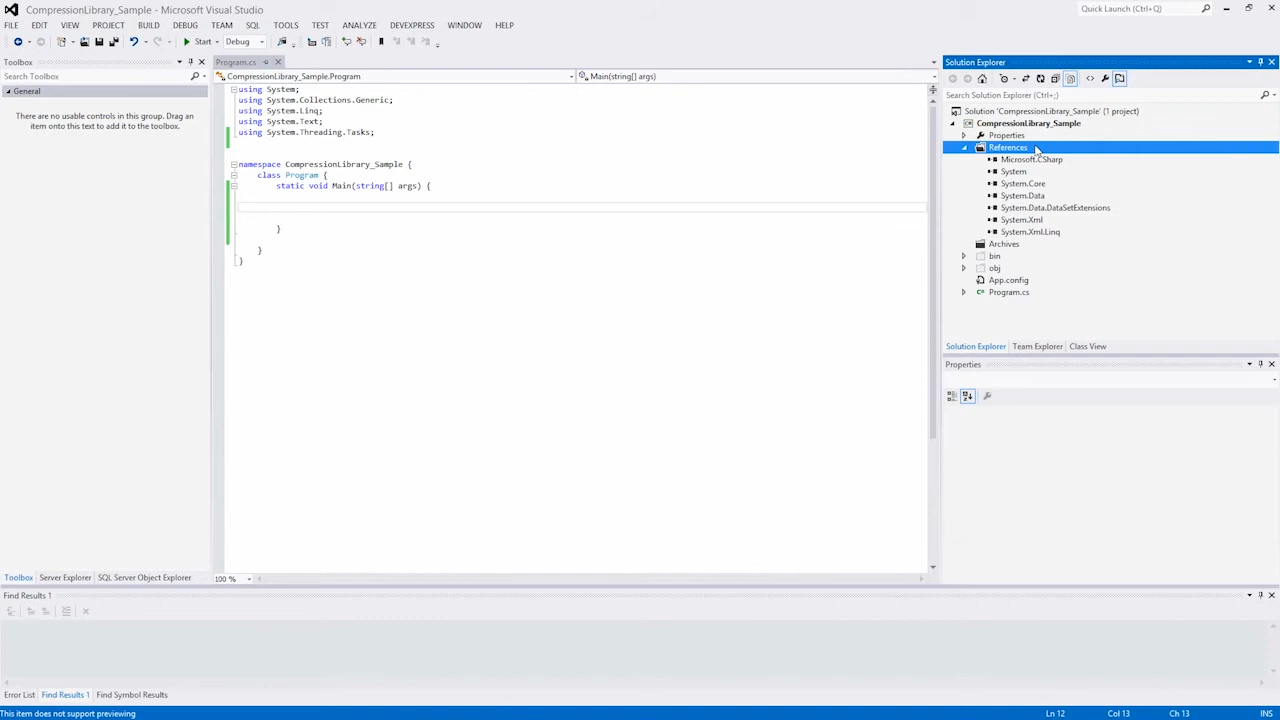 CompressionLibrary_Sample - Microsoft Visual Studio
Quick Launch (Ctrl+Q)
FILE EDIT VIEW PROJECT BUILD DEBUG TEAM SQL TOOLS TEST ANALYZE DEVEXPRESS WINDOW HELP
Start Debug
Toolbox
Search Toolbox
General
There are no usable controls in this group. Drag an
item onto this text to add it to the toolbox.
Toolbox Server Explorer SQL Server Object Explorer
Program.cs
CompressionLibrary_Sample.Program
Main(string[] args)
using System;
using System.Collections.Generic;
using System.Linq;
using System.Text;
using System.Threading.Tasks;
namespace CompressionLibrary_Sample {
class Program {
static void Main(string[] args) {
}
}
}
100 %
Solution Explorer
Search Solution Explorer (Ctrl+;)
Solution 'CompressionLibrary_Sample' (1 project)
CompressionLibrary_Sample
Properties
References
Microsoft.CSharp
System
System.Core
System.Data
System.Data.DataSetExtensions
System.Xml
System.Xml.Linq
Archives
bin
obj
App.config
Program.cs
Solution Explorer Team Explorer Class View
Properties
Find Results 1
Error List Find Results 1 Find Symbol Results
This item does not support previewing
Ln 12 Col 13 Ch 13 INS